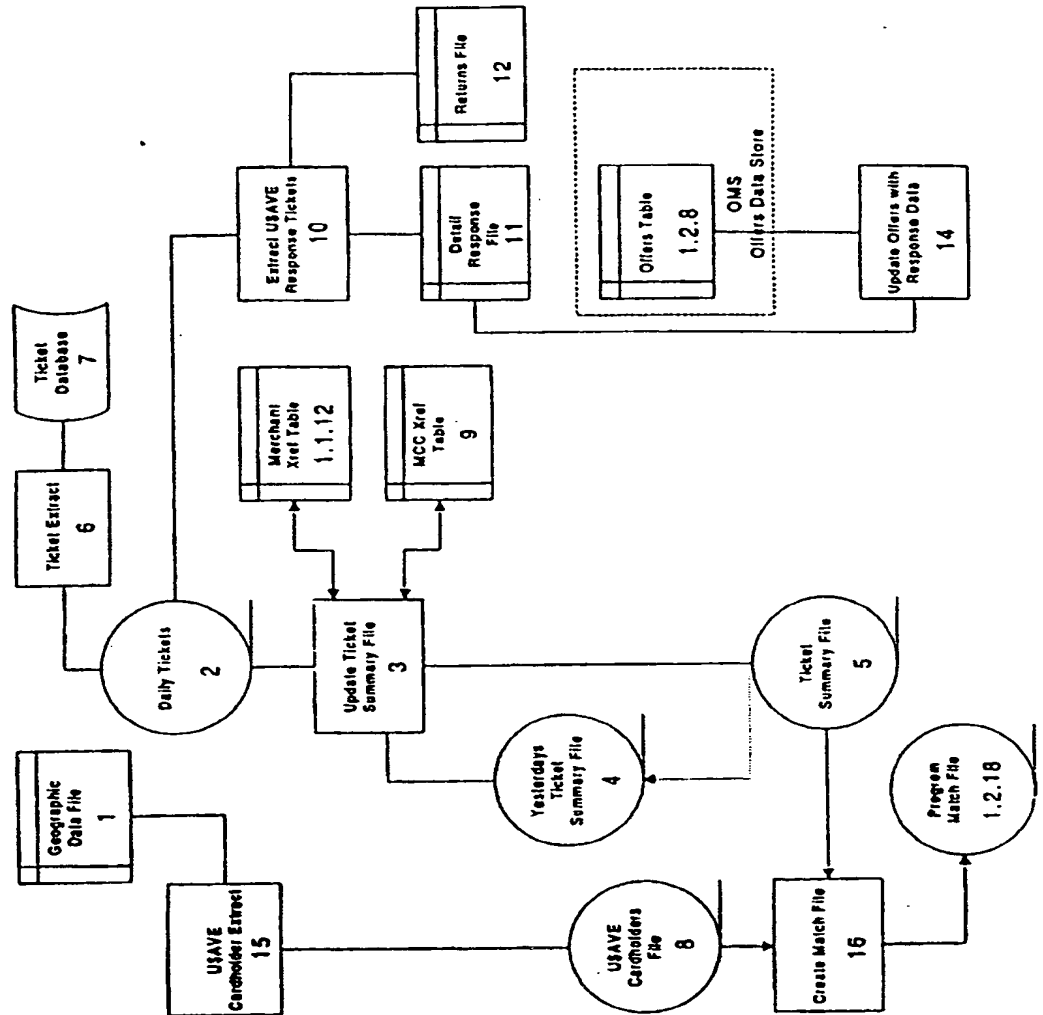 Geographic
Data File
1
USAVE
Cardholder Extract
15
USAVE
Cardholders
File
8
Create Match File
16
Program
Match File
1.2.18
Ticket
Database
7
Ticket Extract
6
Daily Tickets
2
Update Ticket
Summary File
3
Yesterdays
Ticket
Summary File
4
Ticket
Summary File
5
Merchant
Xref Table
1.1.12
MCC Xref
Table
9
Extract USAVE
Response Tickets
10
Detail
Response
File
11
Returns File
12
Offers Table
1.2.8
OMS
Offers Data Store
Update Offers with
Response Data
14